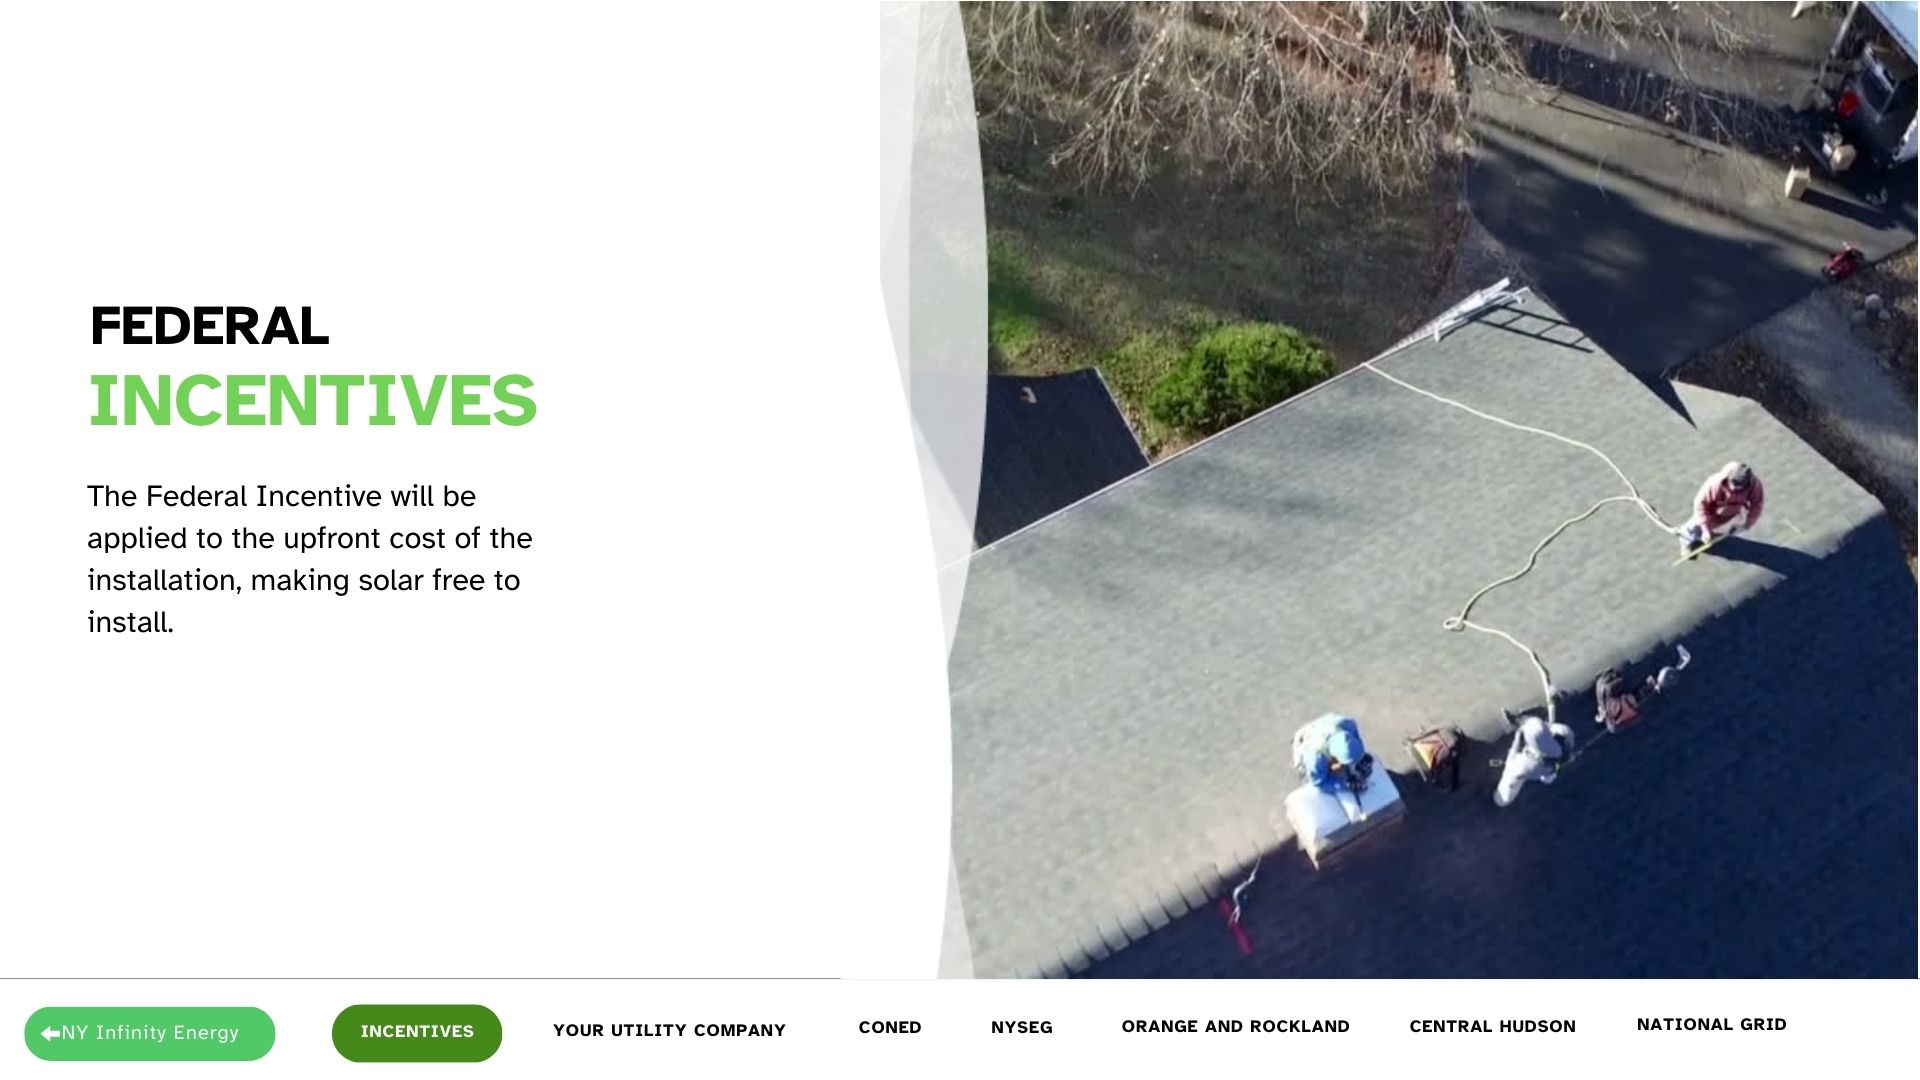 FEDERAL
INCENTIVES
The Federal Incentive will be
applied to the upfront cost of the
installation, making solar free to
install.
NY Infinity Energy
INCENTIVES
YOUR UTILITY COMPANY
CONED
NYSEG
ORANGE AND ROCKLAND
CENTRAL HUDSON
NATIONAL GRID